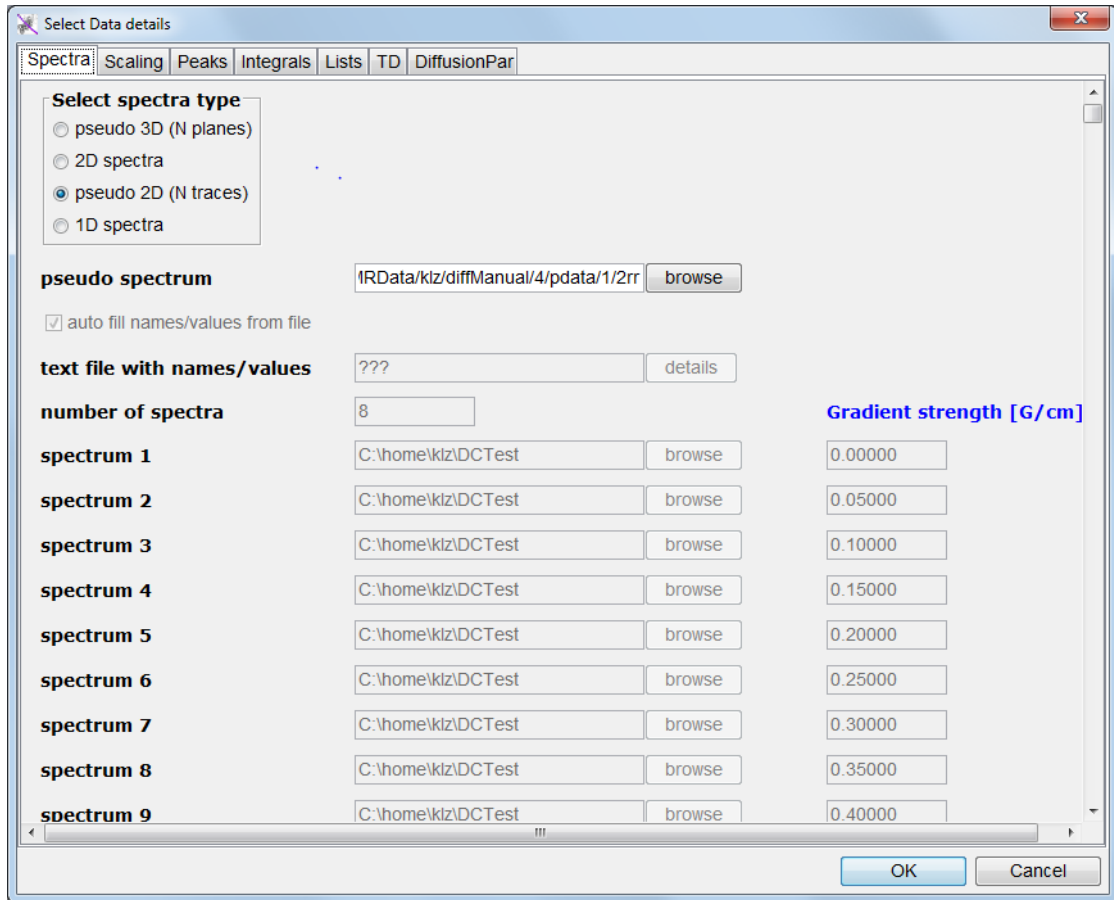 Select Data details
Spectra Scaling Peaks Integrals Lists TD DiffusionPar
Select spectra type
pseudo 3D (N planes)
2D spectra
pseudo 2D (N traces)
1D spectra
pseudo spectrum /RData/klz/diffManual/4/pdata/1/2rr browse
auto fill names/values from file
text file with names/values ??? details
number of spectra 8 Gradient strength [G/cm]
spectrum 1 C:\home\klz\DCTest browse 0.00000
spectrum 2 C:\home\klz\DCTest browse 0.05000
spectrum 3 C:\home\klz\DCTest browse 0.10000
spectrum 4 C:\home\klz\DCTest browse 0.15000
spectrum 5 C:\home\klz\DCTest browse 0.20000
spectrum 6 C:\home\klz\DCTest browse 0.25000
spectrum 7 C:\home\klz\DCTest browse 0.30000
spectrum 8 C:\home\klz\DCTest browse 0.35000
spectrum 9 C:\home\klz\DCTest browse 0.40000
OK Cancel